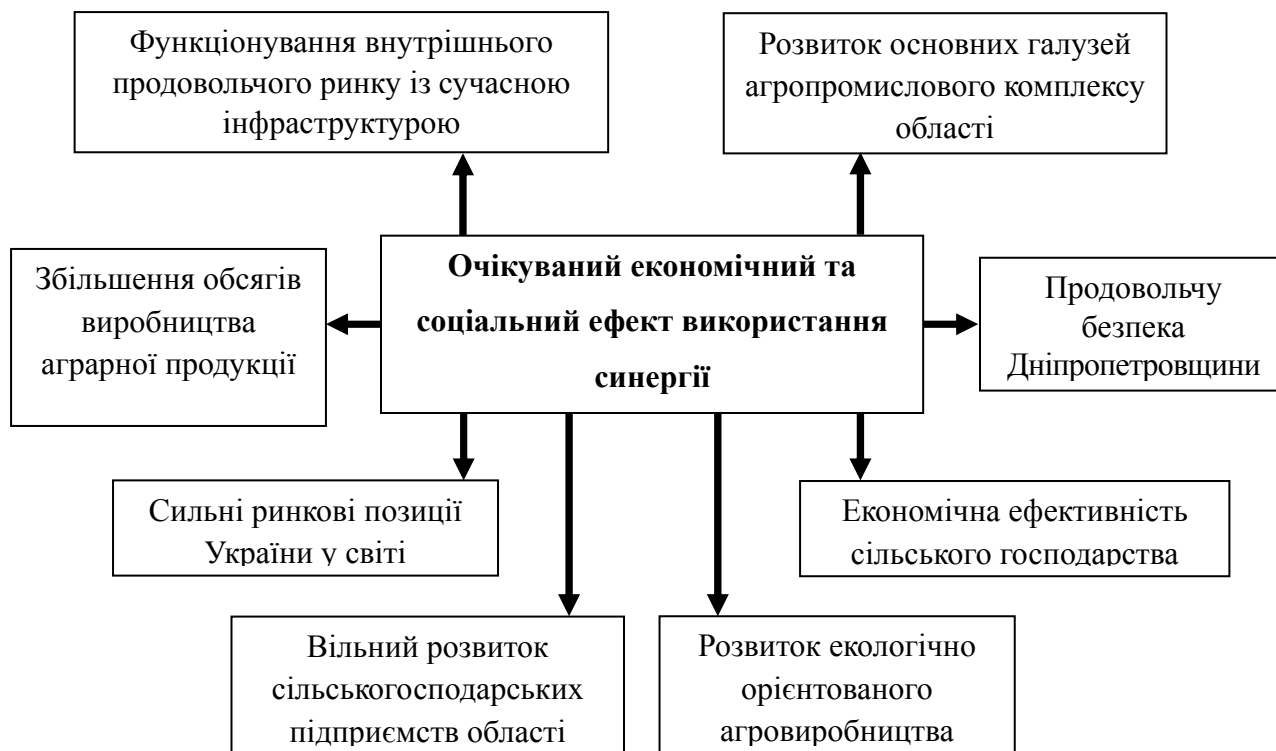 Функціонування внутрішнього
продовольчого ринку із сучасною
інфраструктурою
Розвиток основних галузей
агропромислового комплексу
області
Збільшення обсягів
виробництва
аграрної продукції
Очікуваний економічний та
соціальний ефект використання
синергії
Продовольчу
безпека
Дніпропетровщини
Сильні ринкові позиції
України у світі
Економічна ефективність
сільського господарства
Вільний розвиток
сільськогосподарських
підприємств області
Розвиток екологічно
орієнтованого
агровиробництва